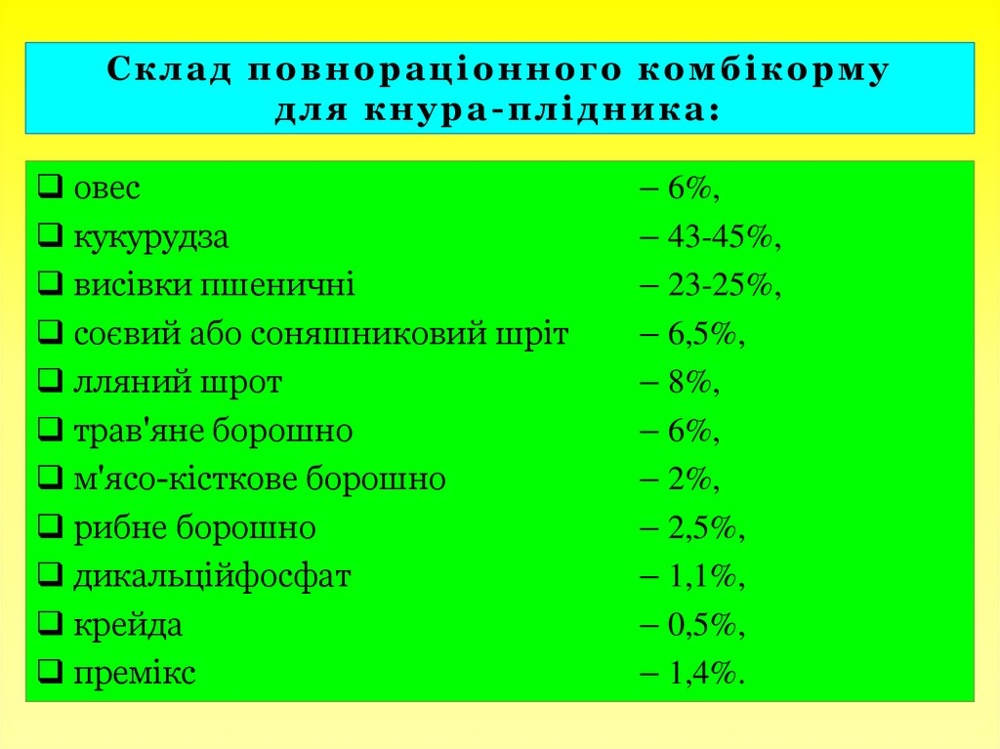 Склад повнораціонного комбікорму
для кнура-плідника:
❑ овес – 6%,
❑ кукурудза – 43-45%,
❑ висівки пшеничні – 23-25%,
❑ соєвий або соняшниковий шріт – 6,5%,
❑ лляний шрот – 8%,
❑ трав'яне борошно – 6%,
❑ м'ясо-кісткове борошно – 2%,
❑ рибне борошно – 2,5%,
❑ дикальційфосфат – 1,1%,
❑ крейда – 0,5%,
❑ премікс – 1,4%.